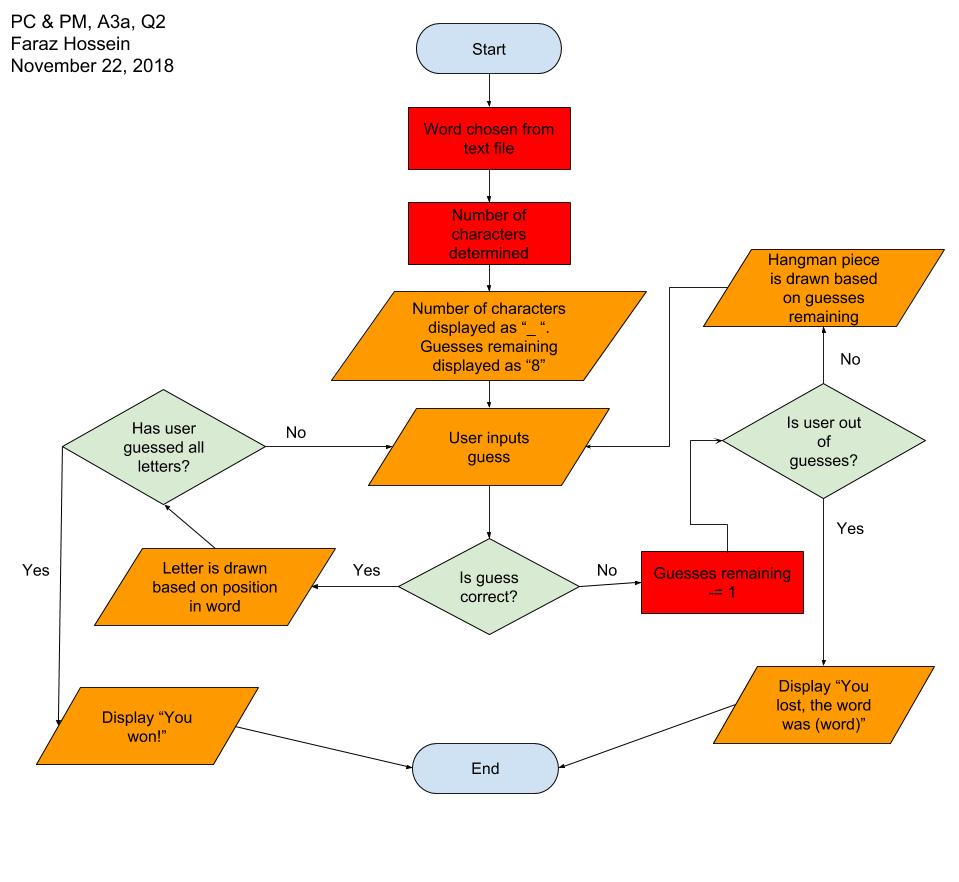 PC & PM, A3a, Q2
Faraz Hossein
November 22, 2018
Start
Word chosen from
text file
Number of
characters
determined
Number of characters
displayed as “_ “.
Guesses remaining
displayed as “8”
Hangman piece
is drawn based
on guesses
remaining
No
Has user
guessed all
letters?
No
User inputs
guess
Is user out
of
guesses?
Yes
Yes
Letter is drawn
based on position
in word
Yes
Is guess
correct?
No
Guesses remaining
-= 1
Display “You
won!”
End
Display “You
lost, the word
was (word)”